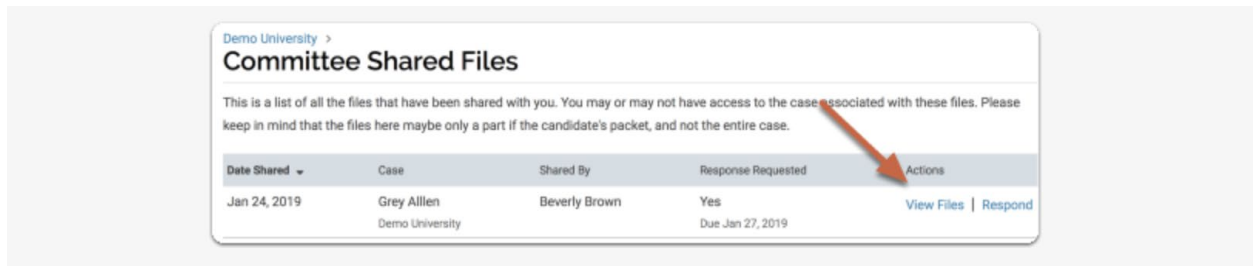 Demo University >
Committee Shared Files
This is a list of all the files that have been shared with you. You may or may not have access to the case associated with these files. Please
keep in mind that the files here maybe only a part if the candidate's packet, and not the entire case.
Date Shared Case Shared By Response Requested Actions
Jan 24, 2019 Grey Alllen Beverly Brown Yes View Files | Respond
Demo University Due Jan 27, 2019